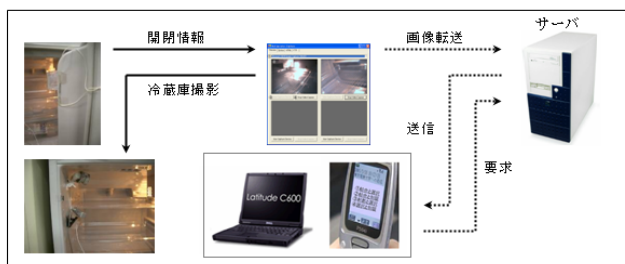 開閉情報
画像転送
サーバ
冷蔵庫撮影
送信
要求
Latitude C600